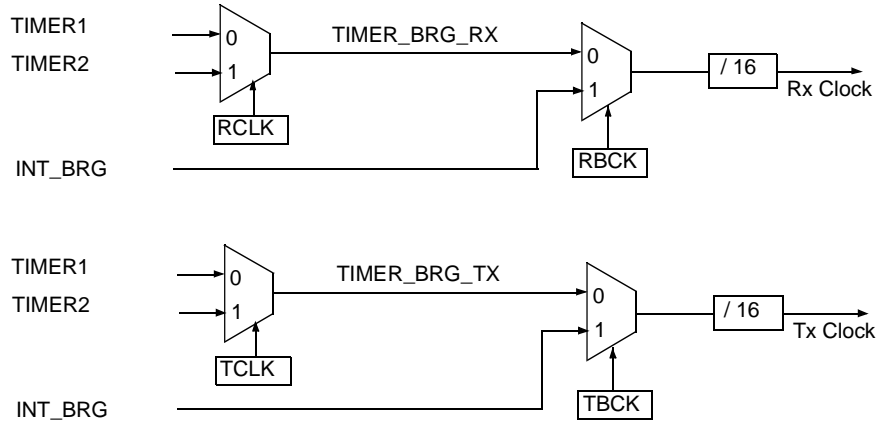 TIMER1
0
TIMER_BRG_RX
TIMER2
1
0
/ 16
1
Rx Clock
RCLK
RBCK
INT_BRG
TIMER1
0
TIMER_BRG_TX
TIMER2
1
0
/ 16
1
Tx Clock
TCLK
TBCK
INT_BRG